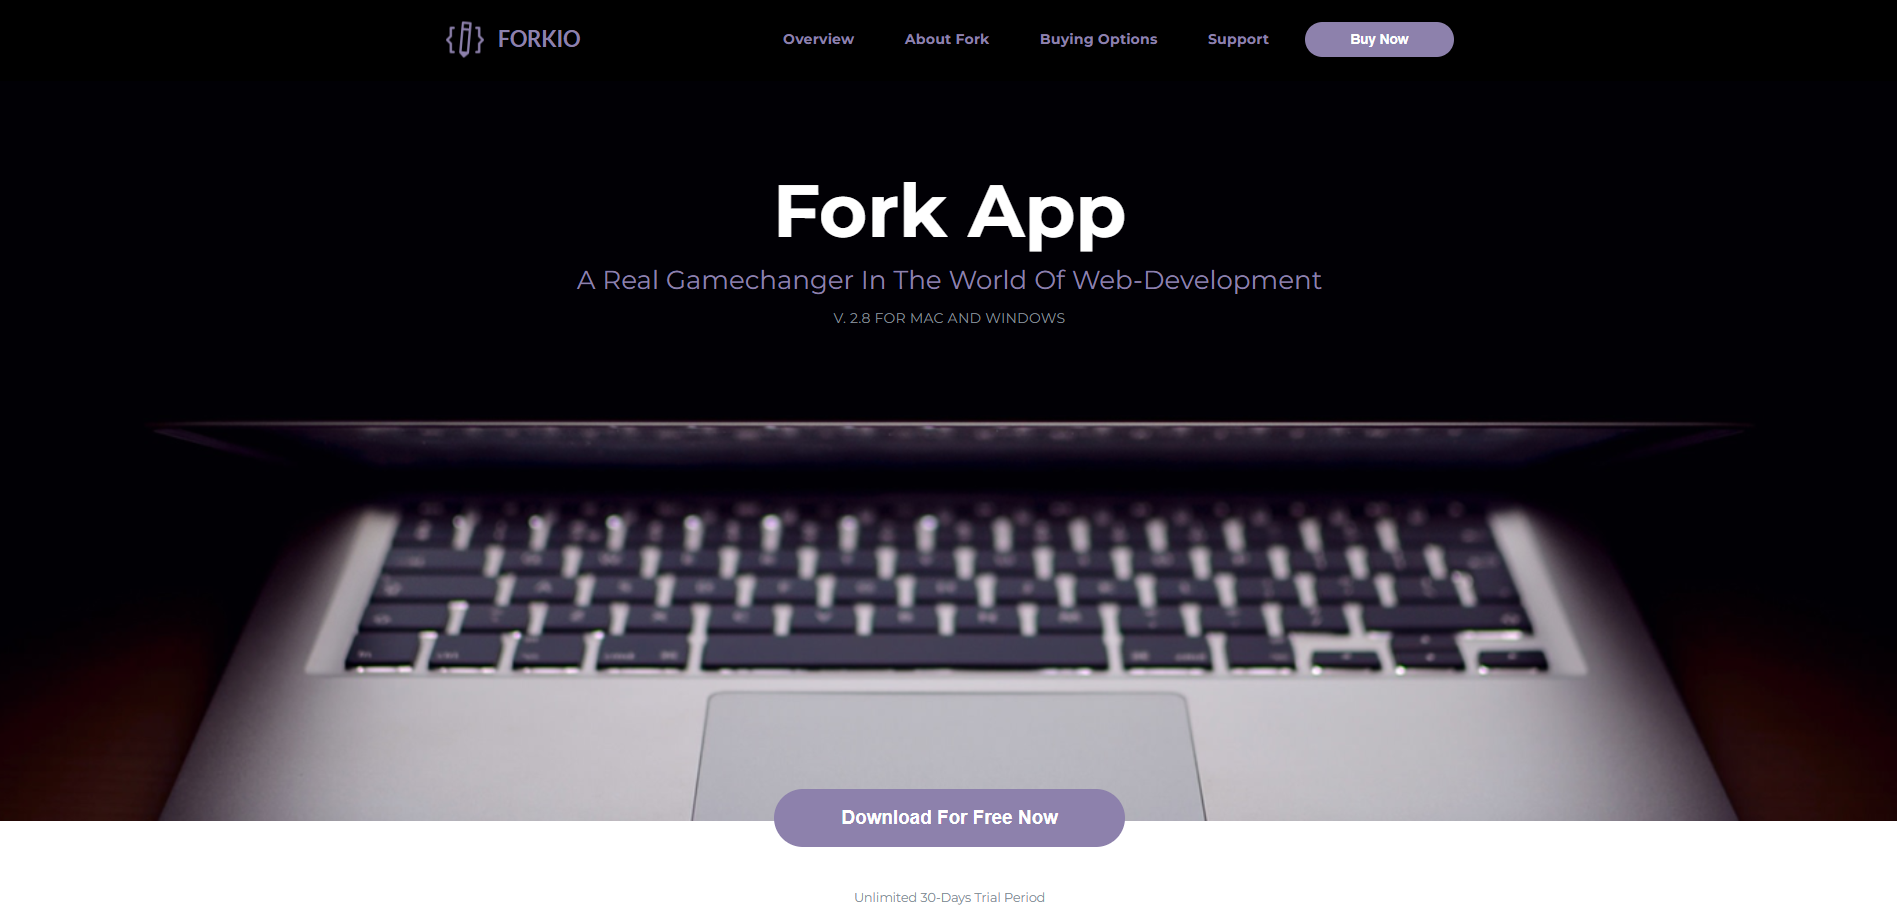 FORKIO
Overview
About Fork
Buying Options
Support
Buy Now
Fork App
A Real Gamechanger In The World Of Web-Development
V. 2.8 FOR MAC AND WINDOWS
Download For Free Now
Unlimited 30-Days Trial Period